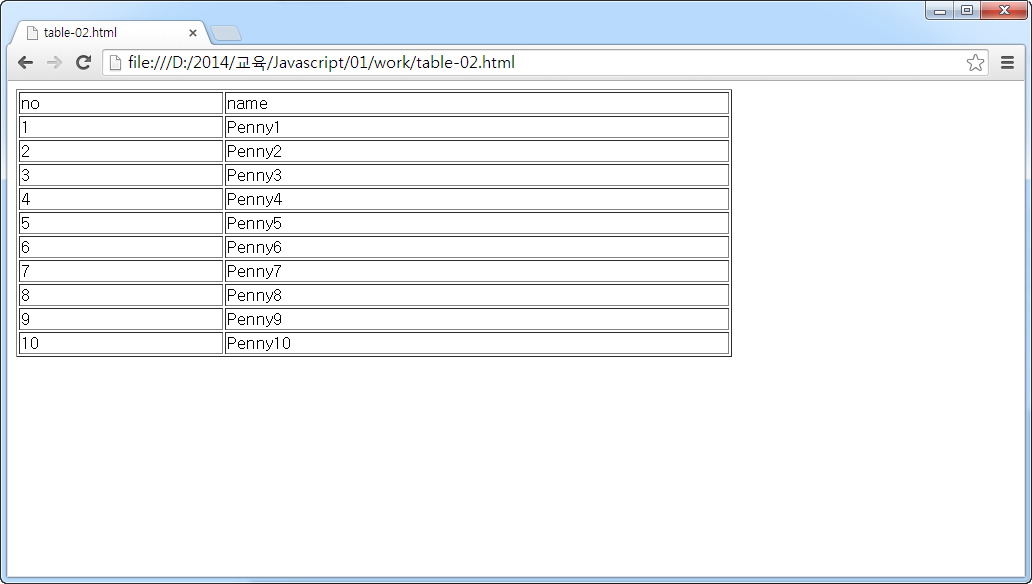 table-02.html
file:///D:/2014/교육/Javascript/01/work/table-02.html
no name
1 Penny1
2 Penny2
3 Penny3
4 Penny4
5 Penny5
6 Penny6
7 Penny7
8 Penny8
9 Penny9
10 Penny10